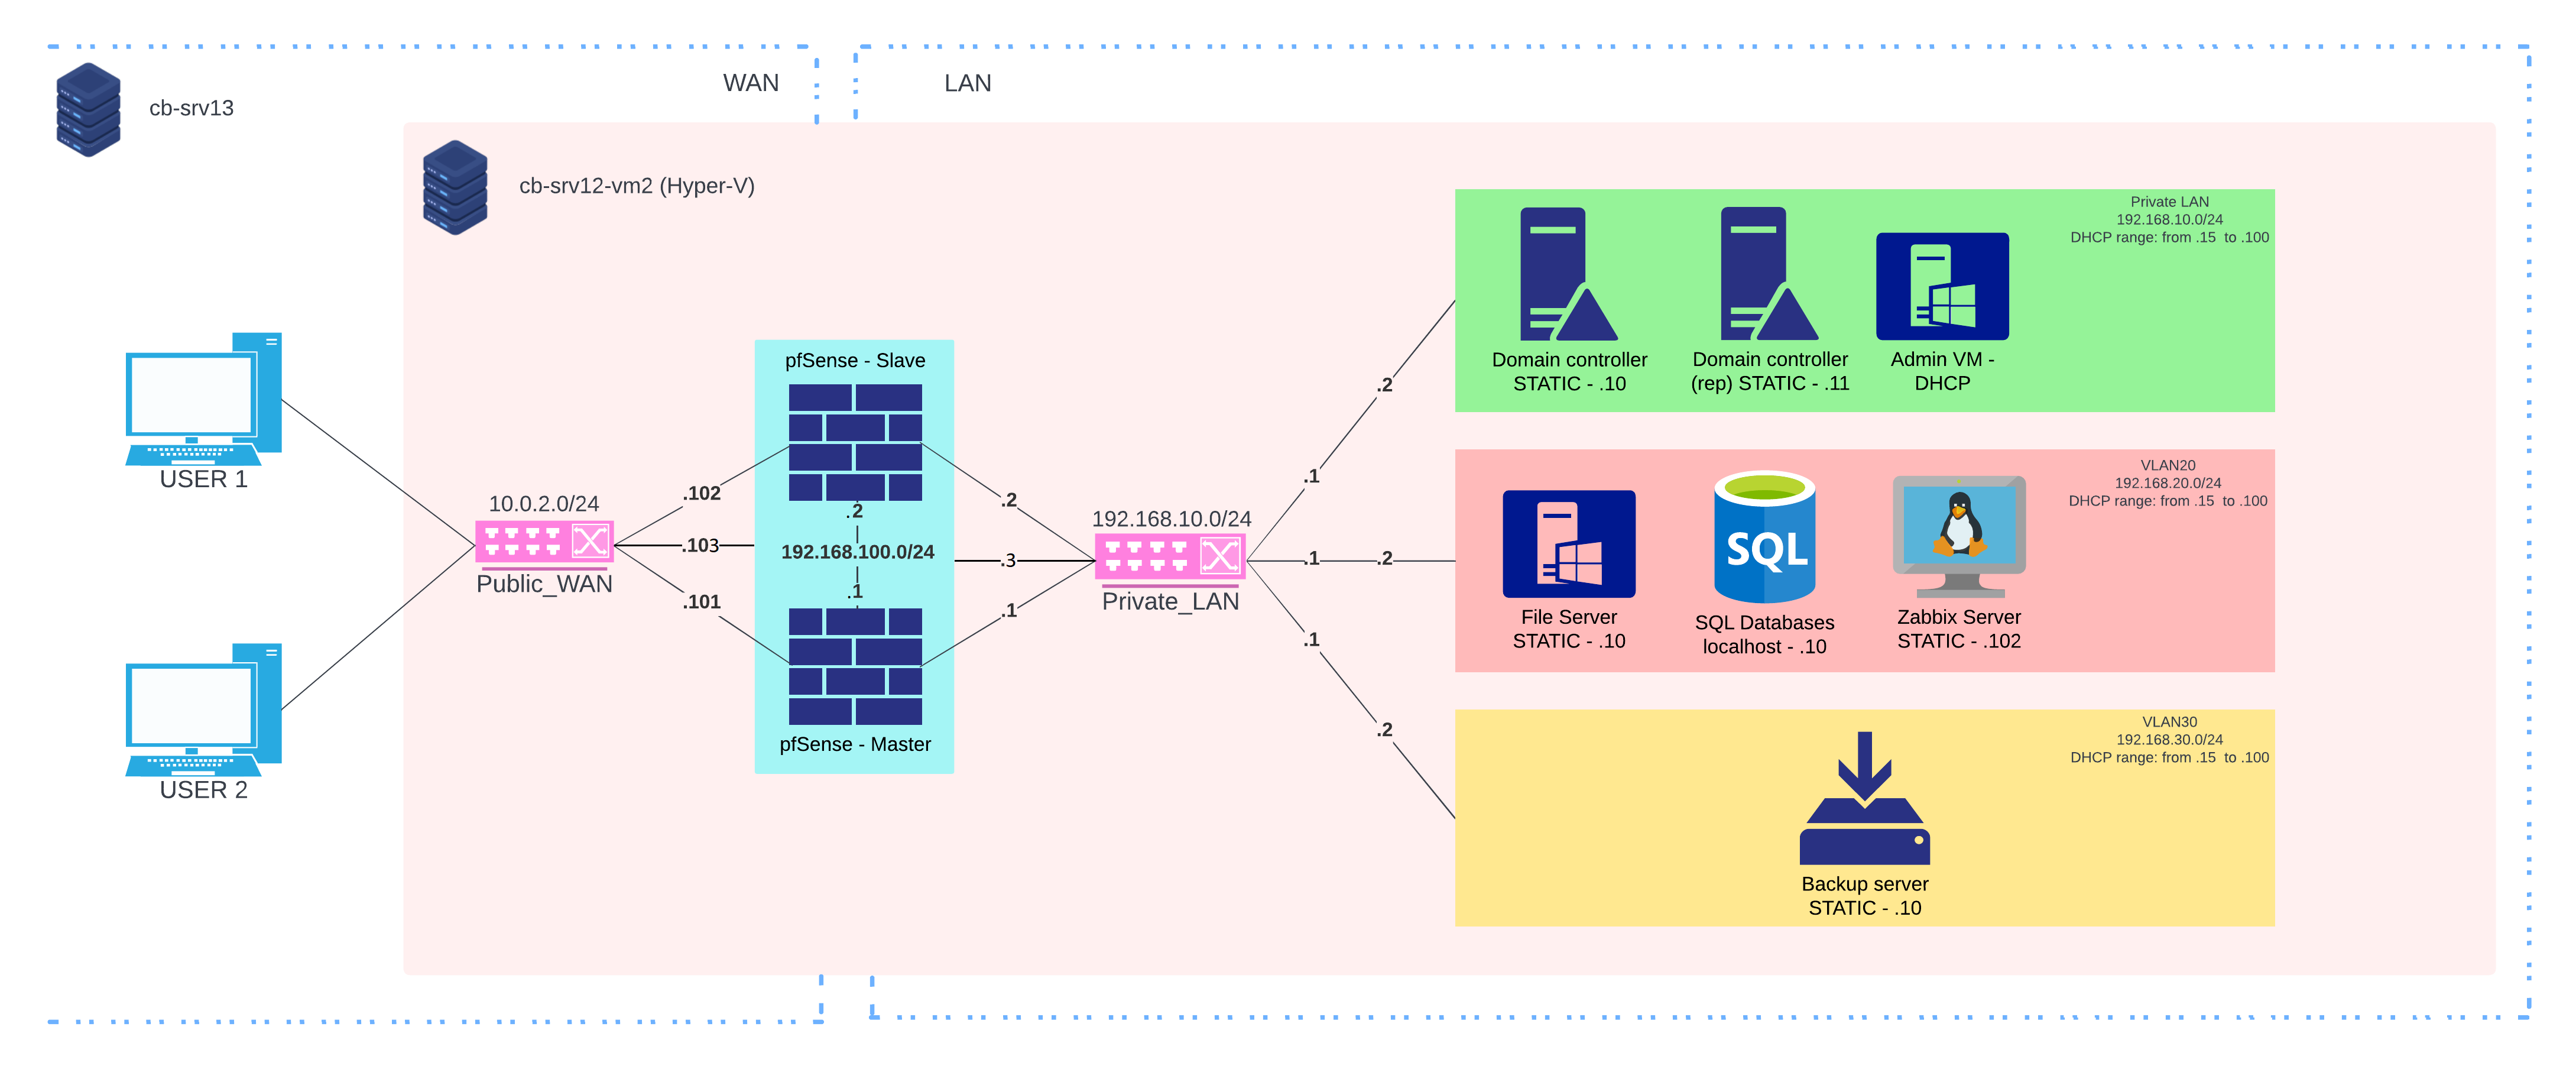 WAN
LAN
cb-srv13
cb-srv12-vm2 (Hyper-V)
USER 1
USER 2
10.0.2.0/24
Public_WAN
.102
.103
.101
pfSense - Slave
.2
192.168.100.0/24
.1
pfSense - Master
.2
.3
.1
192.168.10.0/24
Private_LAN
.1
.2
.1
.2
.1
.2
Private LAN
192.168.10.0/24
DHCP range: from .15 to .100
Domain controller
STATIC - .10
Domain controller
(rep) STATIC - .11
Admin VM -
DHCP
VLAN20
192.168.20.0/24
DHCP range: from .15 to .100
File Server
STATIC - .10
SQL
SQL Databases
localhost - .10
Zabbix Server
STATIC - .102
VLAN30
192.168.30.0/24
DHCP range: from .15 to .100
Backup server
STATIC - .10